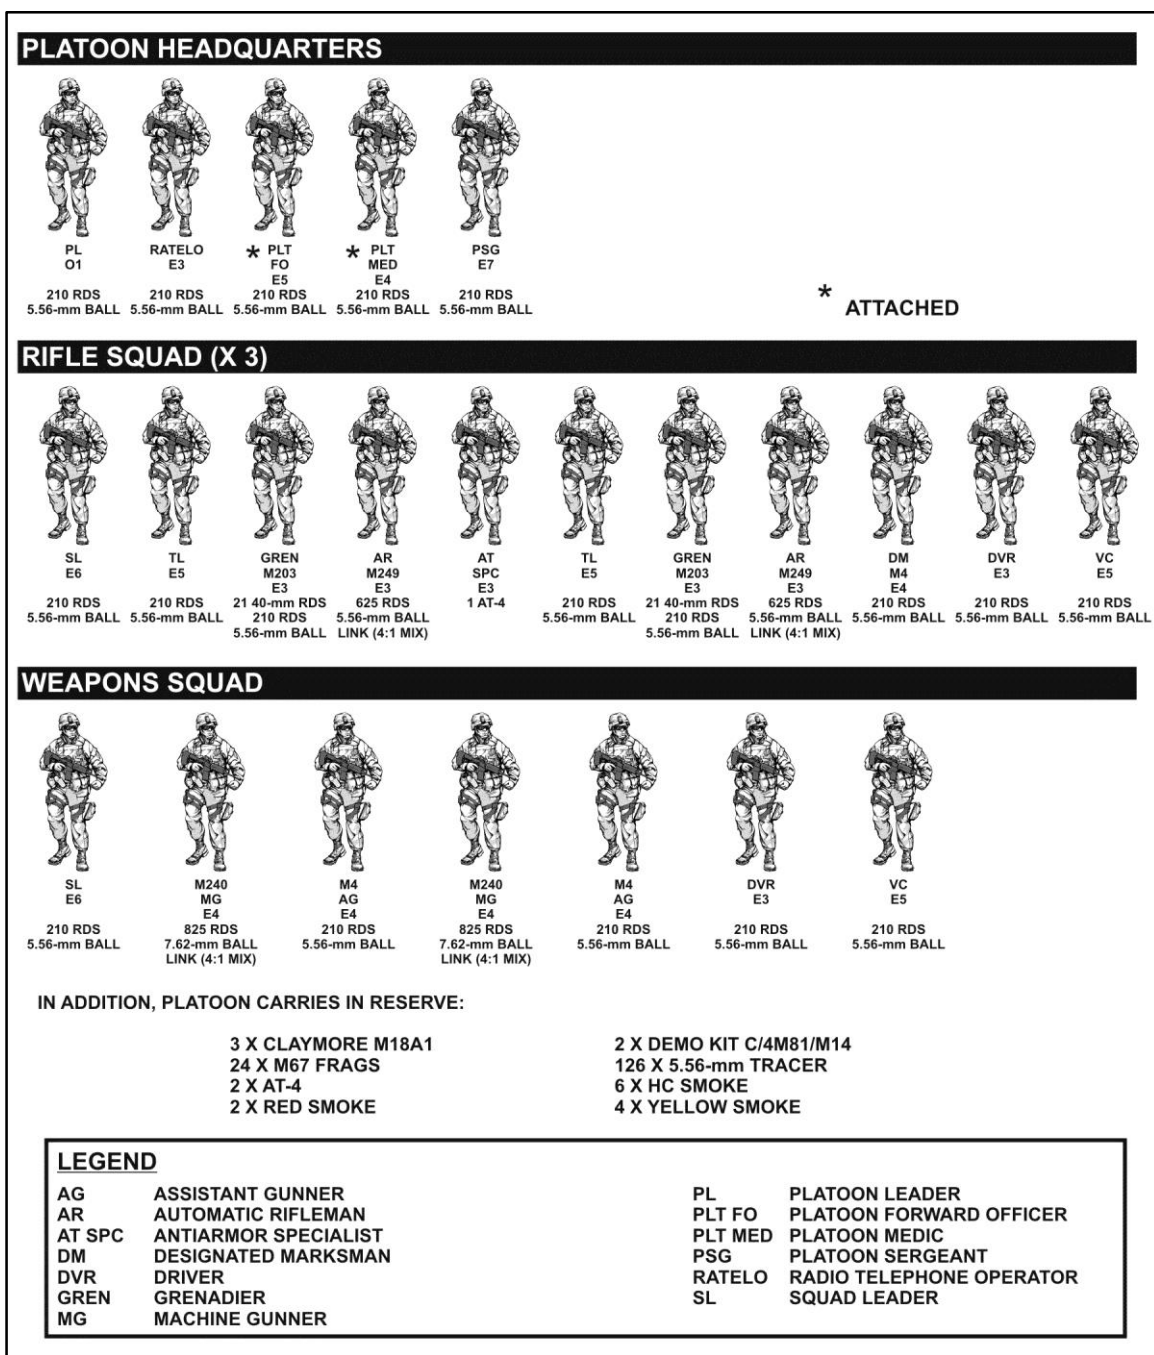 PLATOON HEADQUARTERS
PL RATELO * PLT * PLT PSG
O1 E3 FO MED E7
E5 E4
210 RDS 210 RDS 210 RDS 210 RDS 210 RDS
5.56-mm BALL 5.56-mm BALL 5.56-mm BALL 5.56-mm BALL 5.56-mm BALL
* ATTACHED
RIFLE SQUAD (X 3)
SL TL GREN AR AT TL GREN AR DM DVR VC
E6 E5 M203 M249 SPC E5 M203 M249 M4 E3 E5
E3 E3 E3 E3 E3 E4
210 RDS 210 RDS 21 40-mm RDS 625 RDS 1 AT-4 210 RDS 21 40-mm RDS 625 RDS 210 RDS 210 RDS 210 RDS
5.56-mm BALL 5.56-mm BALL 210 RDS 5.56-mm BALL 5.56-mm BALL 210 RDS 5.56-mm BALL 5.56-mm BALL 5.56-mm BALL 5.56-mm BALL
5.56-mm BALL LINK (4:1 MIX) 5.56-mm BALL LINK (4:1 MIX)
WEAPONS SQUAD
SL M240 M4 M240 M4 DVR VC
E6 MG AG MG AG E3 E5
E4 E4 E4 E4
210 RDS 825 RDS 210 RDS 825 RDS 210 RDS 210 RDS 210 RDS
5.56-mm BALL 7.62-mm BALL 5.56-mm BALL 7.62-mm BALL 5.56-mm BALL 5.56-mm BALL 5.56-mm BALL
LINK (4:1 MIX) LINK (4:1 MIX)
IN ADDITION, PLATOON CARRIES IN RESERVE:
3 X CLAYMORE M18A1
24 X M67 FRAGS
2 X AT-4
2 X RED SMOKE
2 X DEMO KIT C/4M81/M14
126 X 5.56-mm TRACER
6 X HC SMOKE
4 X YELLOW SMOKE
LEGEND
AG ASSISTANT GUNNER
AR AUTOMATIC RIFLEMAN
AT SPC ANTIARMOR SPECIALIST
DM DESIGNATED MARKSMAN
DVR DRIVER
GREN GRENADIER
MG MACHINE GUNNER
PL PLATOON LEADER
PLT FO PLATOON FORWARD OFFICER
PLT MED PLATOON MEDIC
PSG PLATOON SERGEANT
RATELO RADIO TELEPHONE OPERATOR
SL SQUAD LEADER